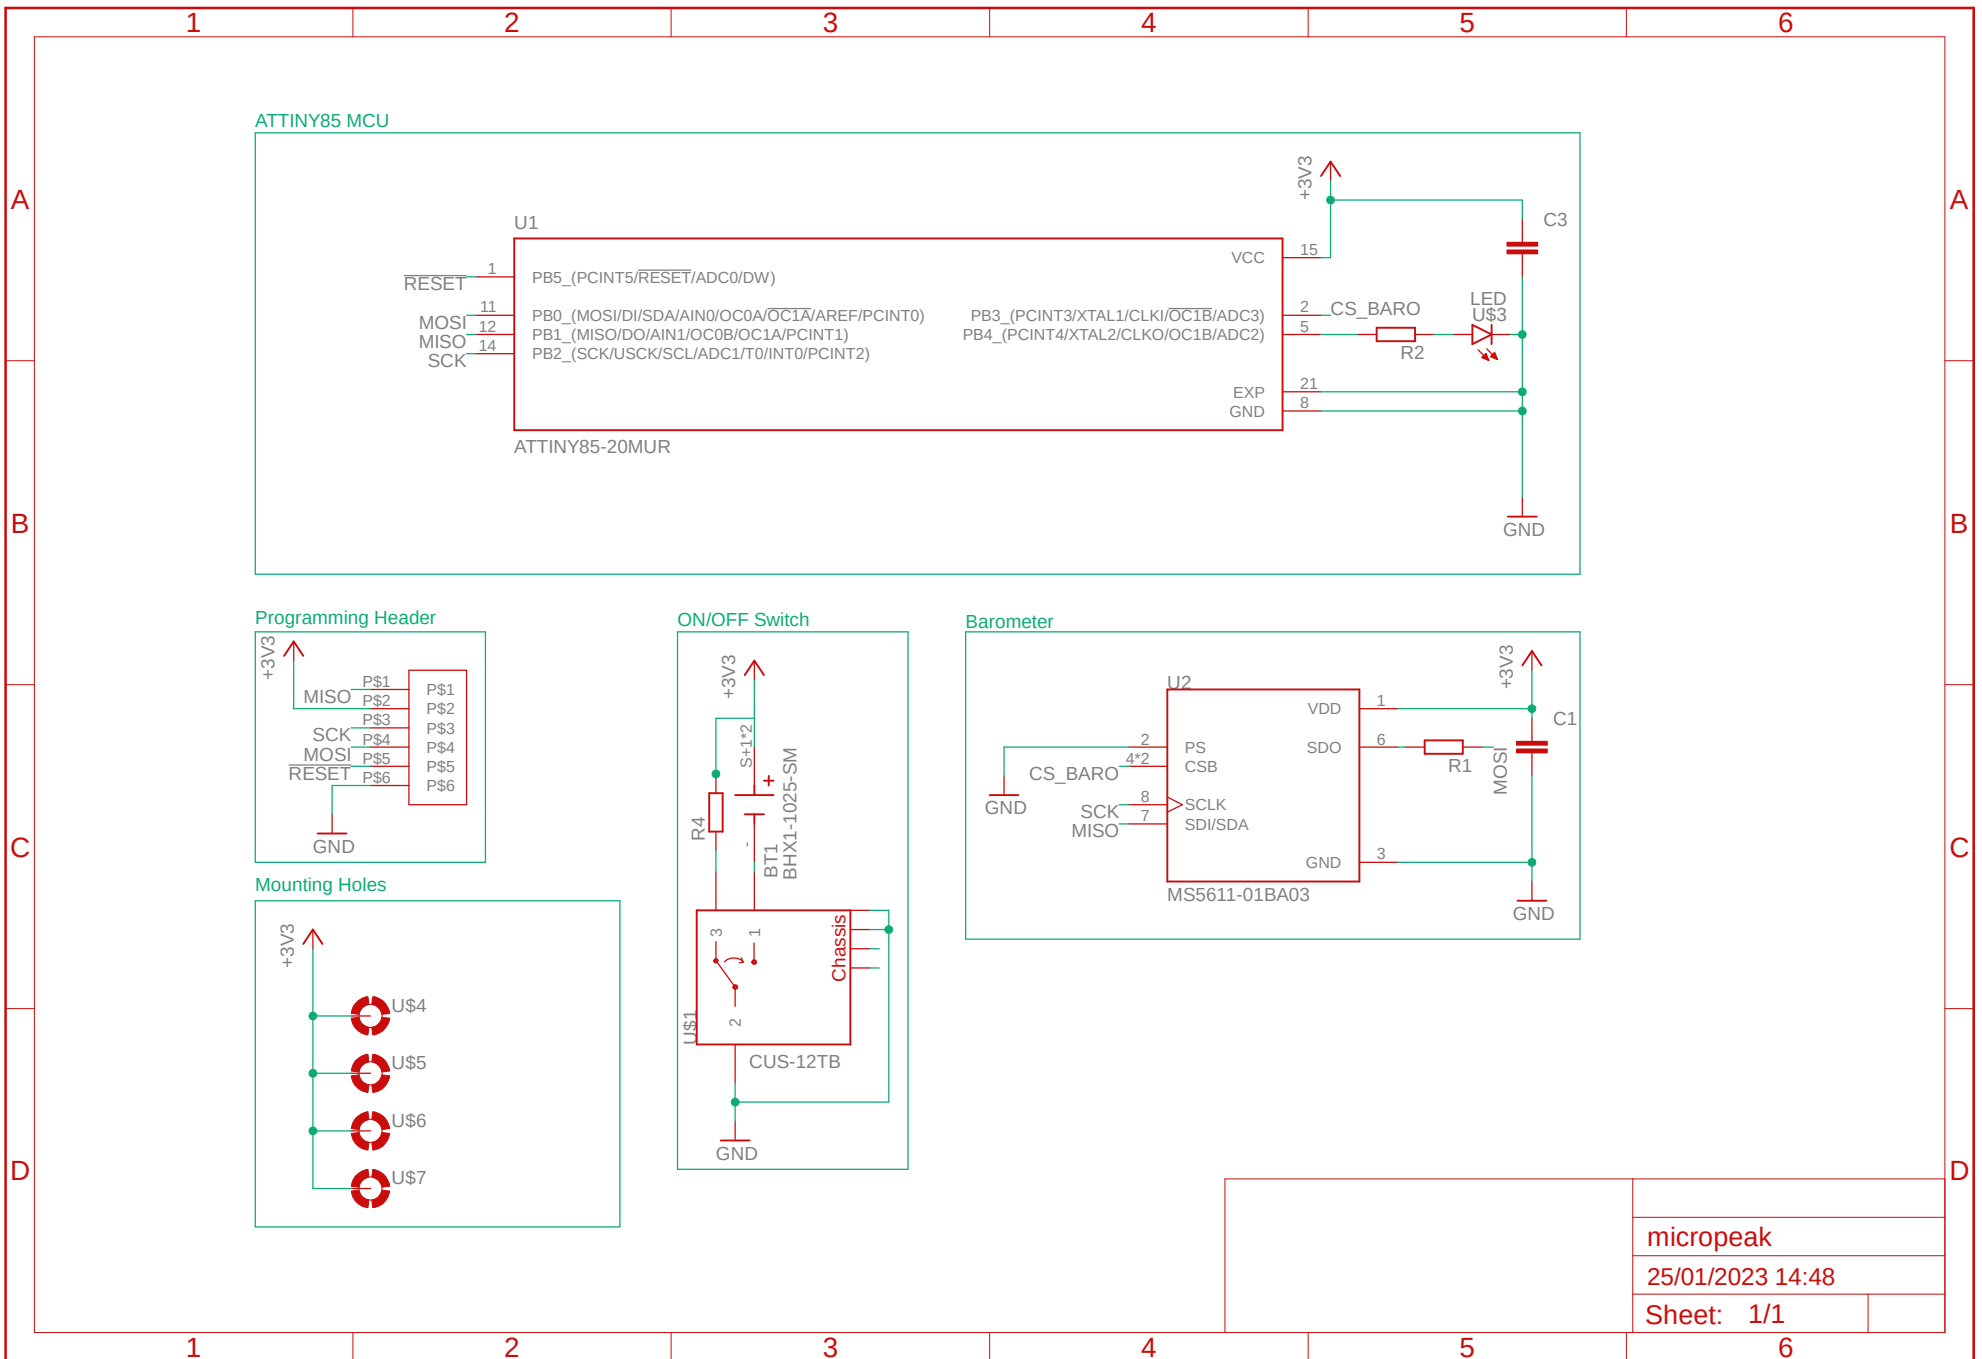 1 2 3 4 5 6
A A
B B
C C
D D
ATTINY85 MCU
U1
+3V3
C3
VCC 15
RESET 1 PB5_(PCINT5/RESET/ADC0/DW)
MOSI 11 PB0_(MOSI/DI/SDA/AIN0/OC0A/OC1A/AREF/PCINT0)
MISO 12 PB1_(MISO/DO/AIN1/OC0B/OC1A/PCINT1)
SCK 14 PB2_(SCK/USCK/SCL/ADC1/T0/INT0/PCINT2)
PB3_(PCINT3/XTAL1/CLKI/OC1B/ADC3) 2 CS_BARO
PB4_(PCINT4/XTAL2/CLKO/OC1B/ADC2) 5
R2
LED
U$3
EXP 21
GND 8
ATTINY85-20MUR
GND
Programming Header
+3V3
MISO P$1 P$1
P$2 P$2
SCK P$3 P$3
MOSI P$4 P$4
RESET P$5 P$5
P$6 P$6
GND
Mounting Holes
+3V3
U$4
U$5
U$6
U$7
ON/OFF Switch
+3V3
S+1*2
+
-
R4
BT1
BHX1-1025-SM
3 1
2
Chassis
U$1
CUS-12TB
GND
Barometer
U2
+3V3
VDD 1
C1
2 PS
SDO 6
R1
MOSI
CS_BARO 4*2 CSB
GND
SCK 8 SCLK
MISO 7 SDI/SDA
GND 3
MS5611-01BA03
GND
micropeak
25/01/2023 14:48
Sheet: 1/1
1 2 3 4 5 6